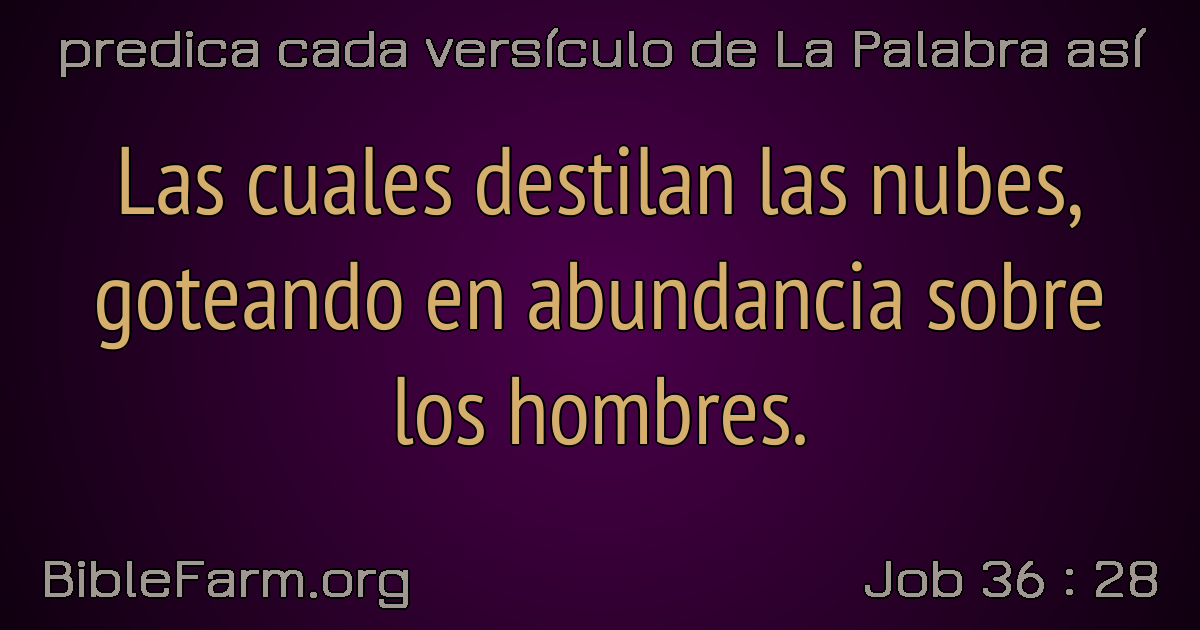 predica cada versículo de La Palabra así
Las cuales destilan las nubes,
goteando en abundancia sobre
los hombres.
BibleFarm.org
Job 36 : 28